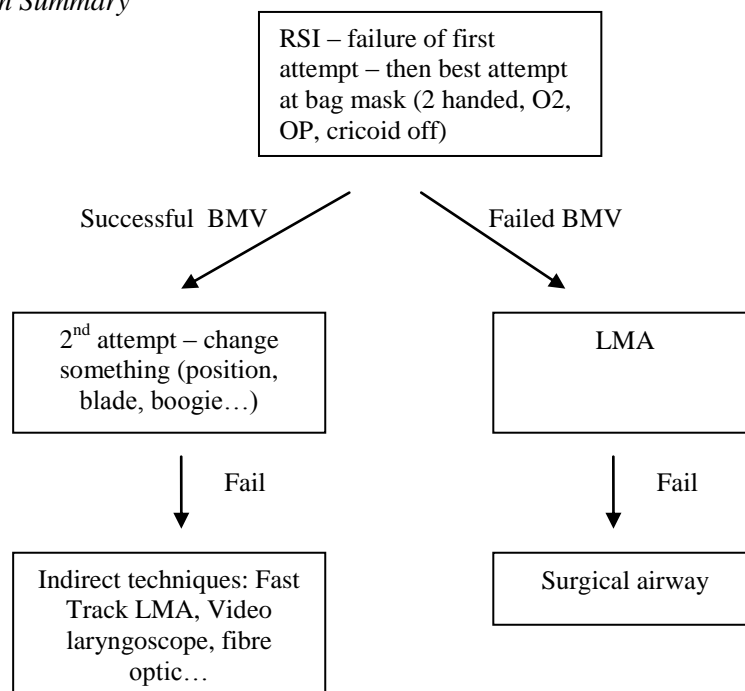 n Summary
RSI – failure of first
attempt – then best attempt
at bag mask (2 handed, O2,
OP, cricoid off)
Successful BMV
Failed BMV
2nd attempt – change
something (position,
blade, boogie…)
LMA
Fail
Fail
Indirect techniques: Fast
Track LMA, Video
laryngoscope, fibre
optic…
Surgical airway